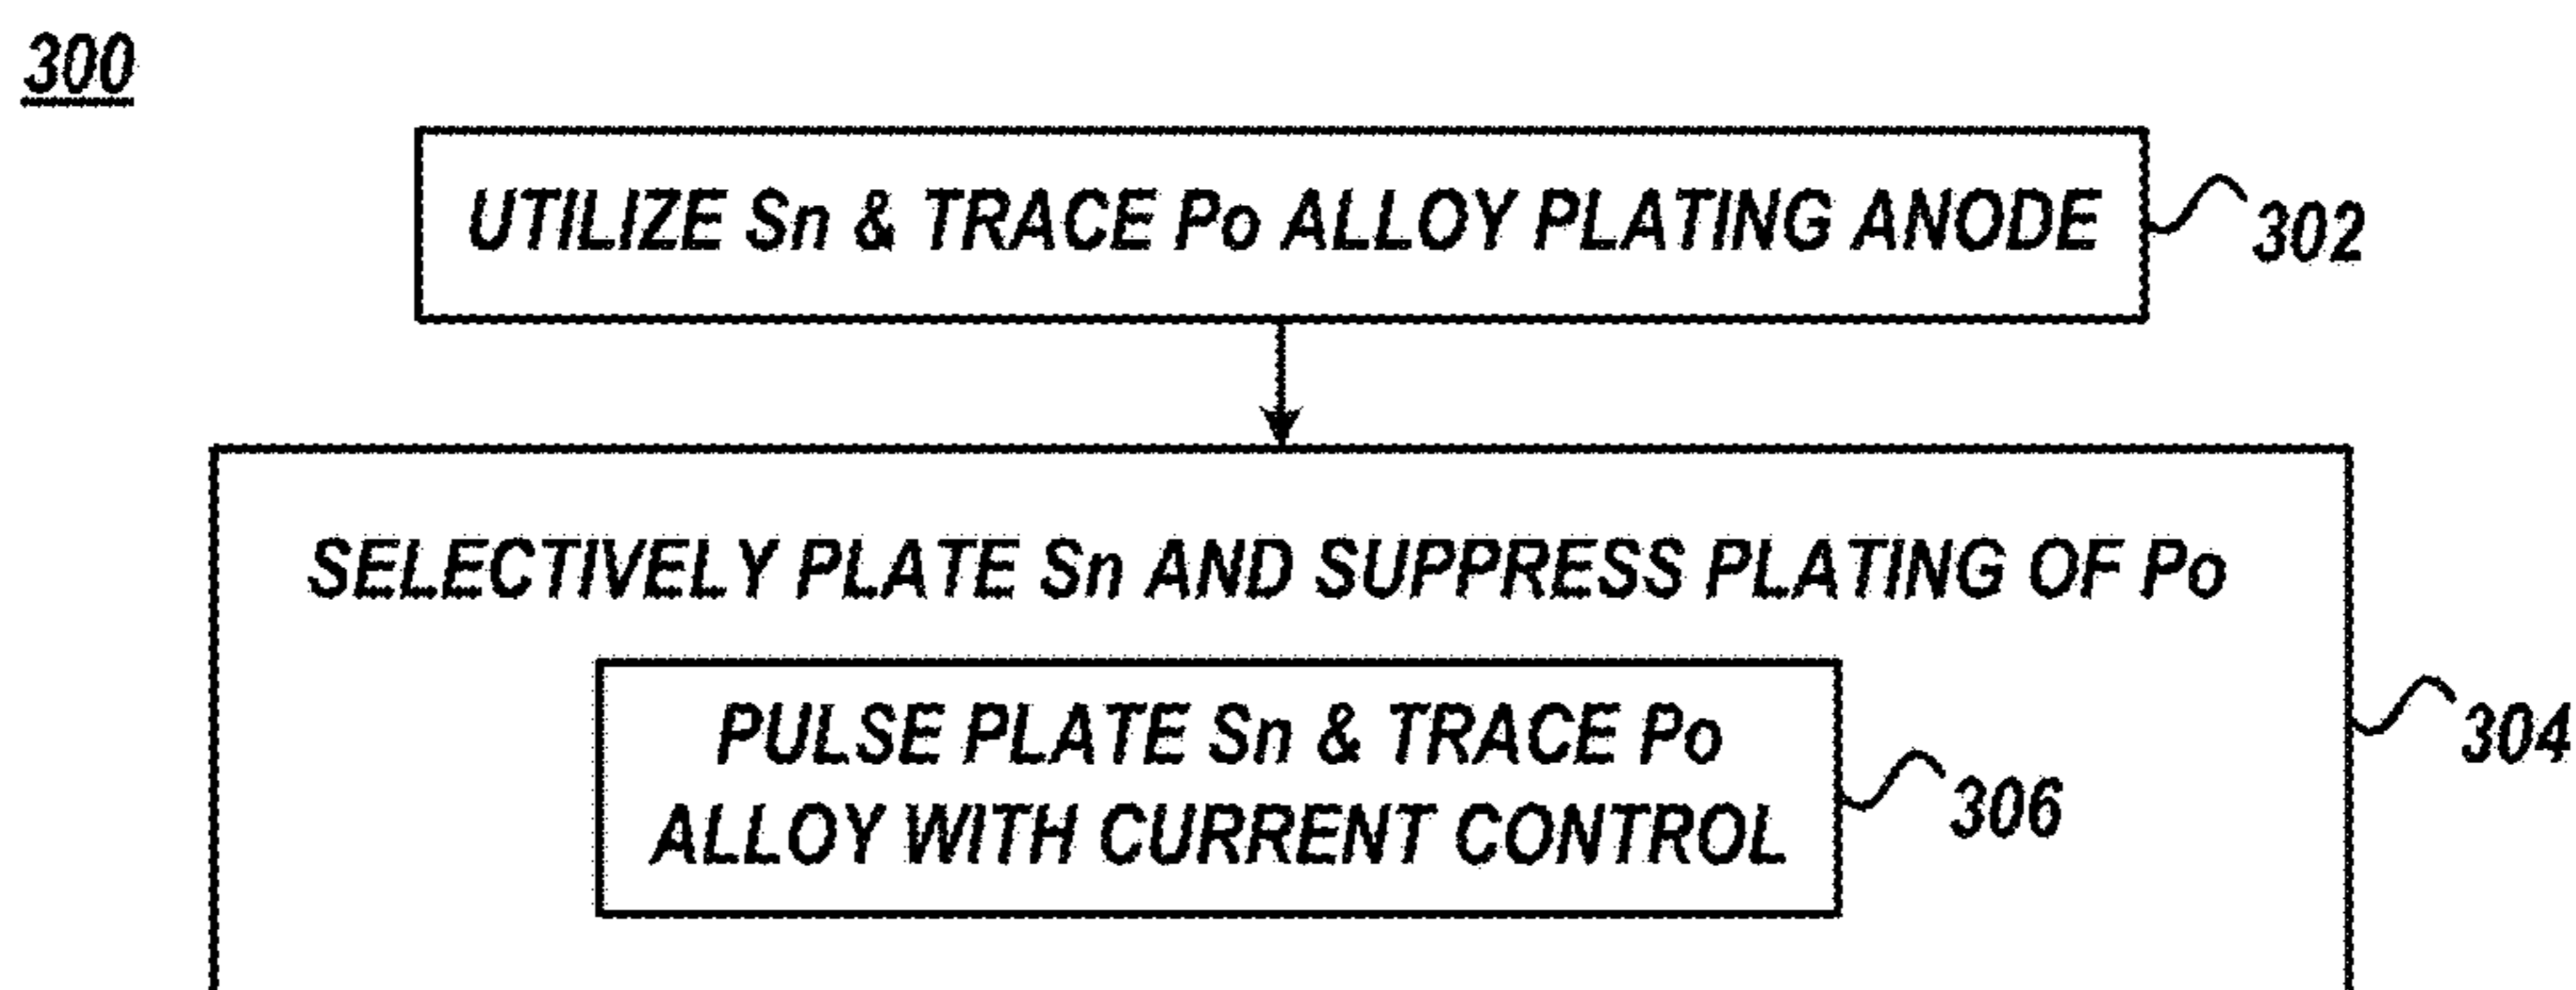 300
UTILIZE Sn & TRACE Po ALLOY PLATING ANODE
302
SELECTIVELY PLATE Sn AND SUPPRESS PLATING OF Po
304
PULSE PLATE Sn & TRACE Po
ALLOY WITH CURRENT CONTROL
306